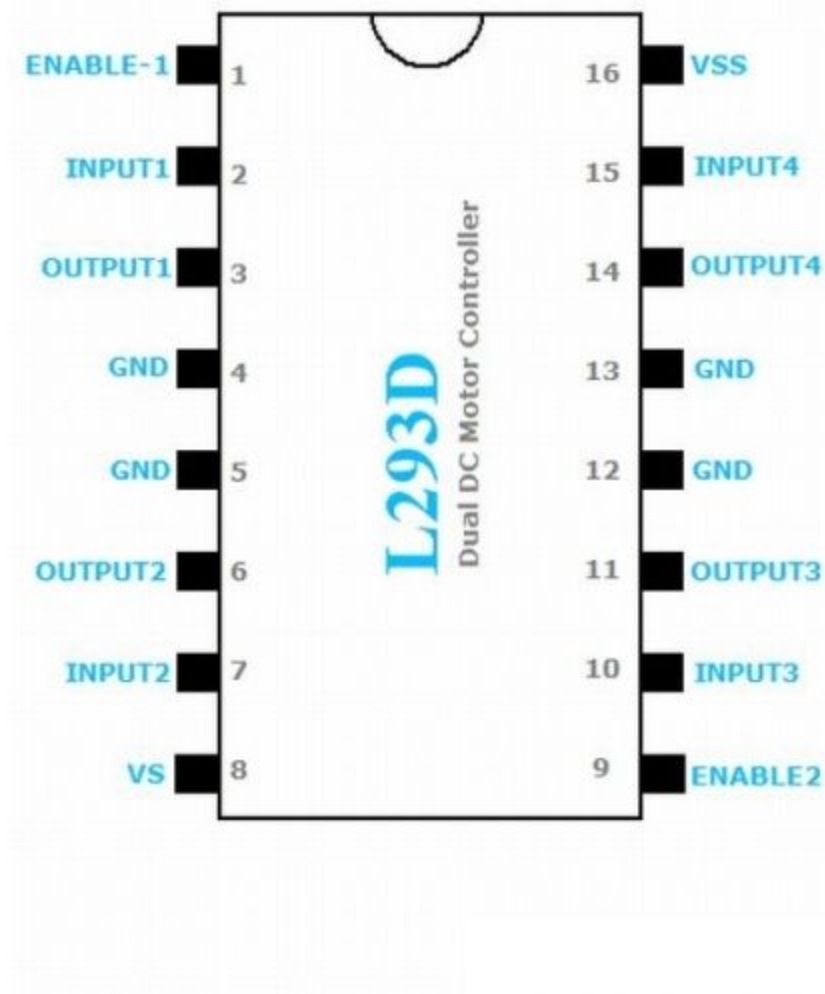 ENABLE-1 1 16 VSS
INPUT1 2 15 INPUT4
OUTPUT1 3 14 OUTPUT4
GND 4 13 GND
GND 5 12 GND
OUTPUT2 6 11 OUTPUT3
INPUT2 7 10 INPUT3
VS 8 9 ENABLE2
L293D
Dual DC Motor Controller